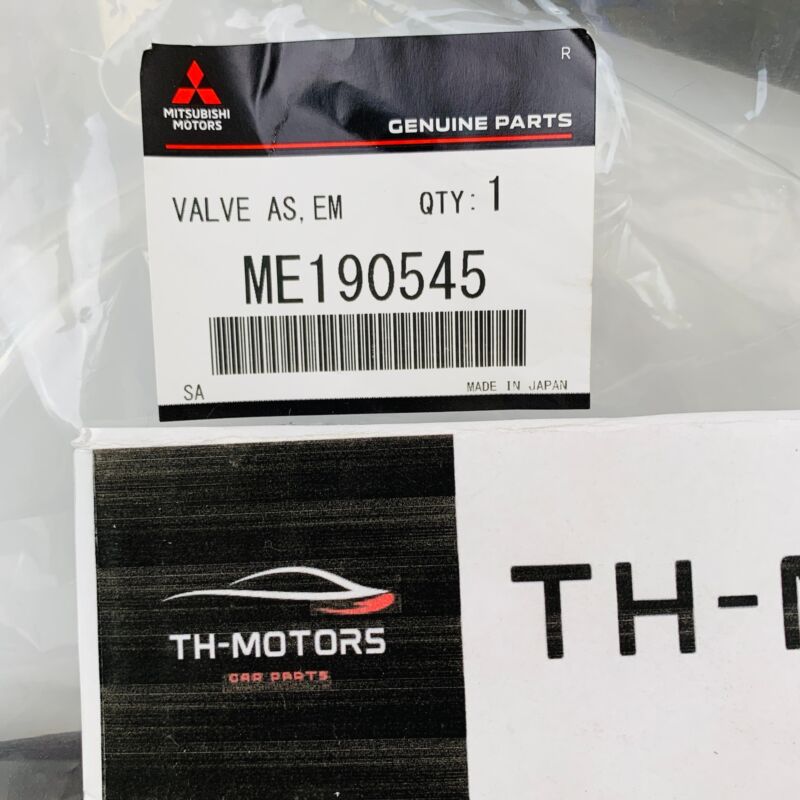 R
MITSUBISHI
MOTORS
GENUINE PARTS
VALVE AS, EM QTY: 1
ME190545
SA MADE IN JAPAN
TH-MOTORS
CAR PARTS
TH-